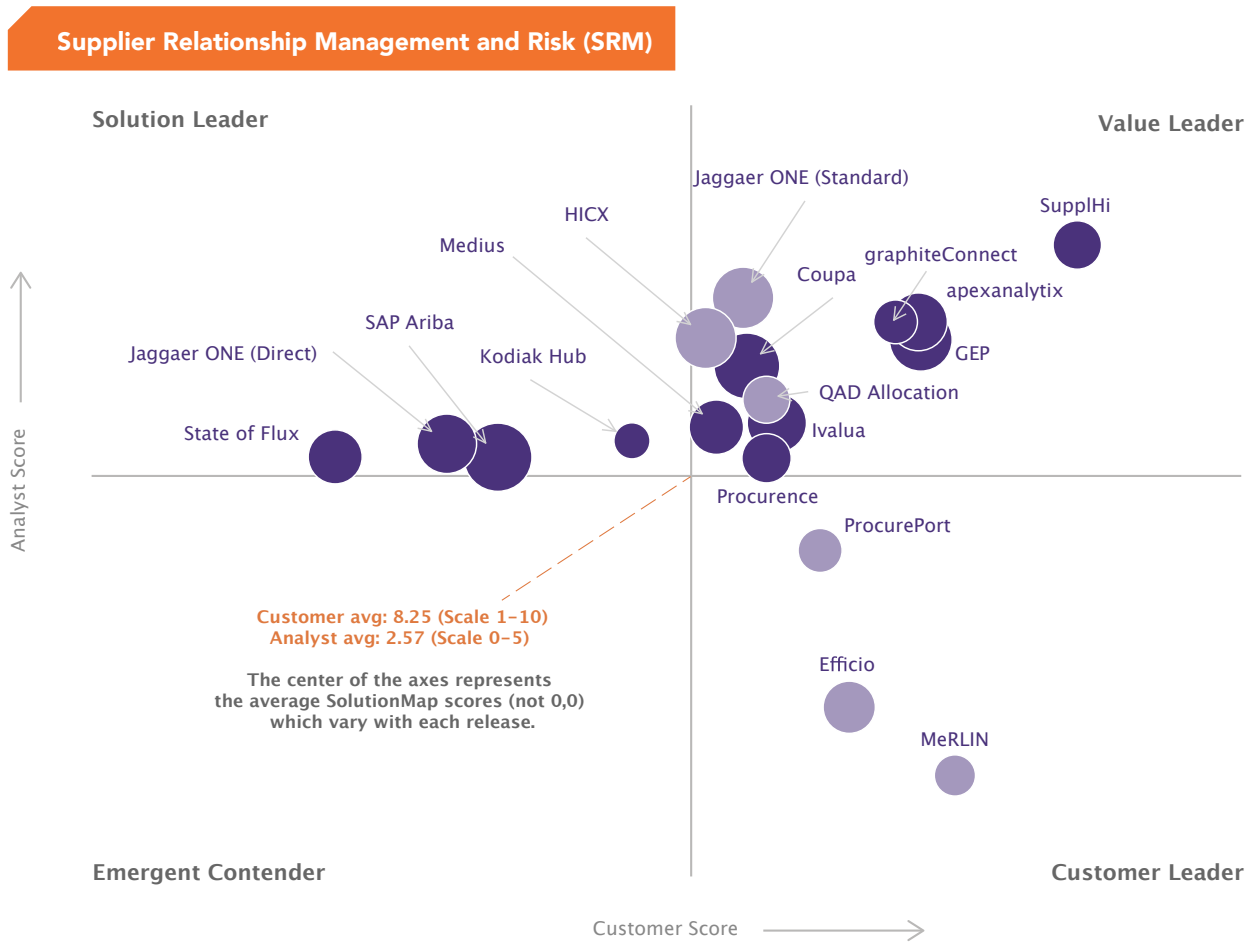 Supplier Relationship Management and Risk (SRM)
Solution Leader
Value Leader
Jaggaer ONE (Standard)
SupplHi
HICX
Medius
graphiteConnect
Coupa
apexanalytix
SAP Ariba
Jaggaer ONE (Direct)
Kodiak Hub
GEP
QAD Allocation
State of Flux
Ivalua
Analyst Score
Procurence
ProcurePort
Customer avg: 8.25 (Scale 1–10)
Analyst avg: 2.57 (Scale 0–5)
The center of the axes represents
the average SolutionMap scores (not 0,0)
which vary with each release.
Efficio
MeRLIN
Emergent Contender
Customer Leader
Customer Score